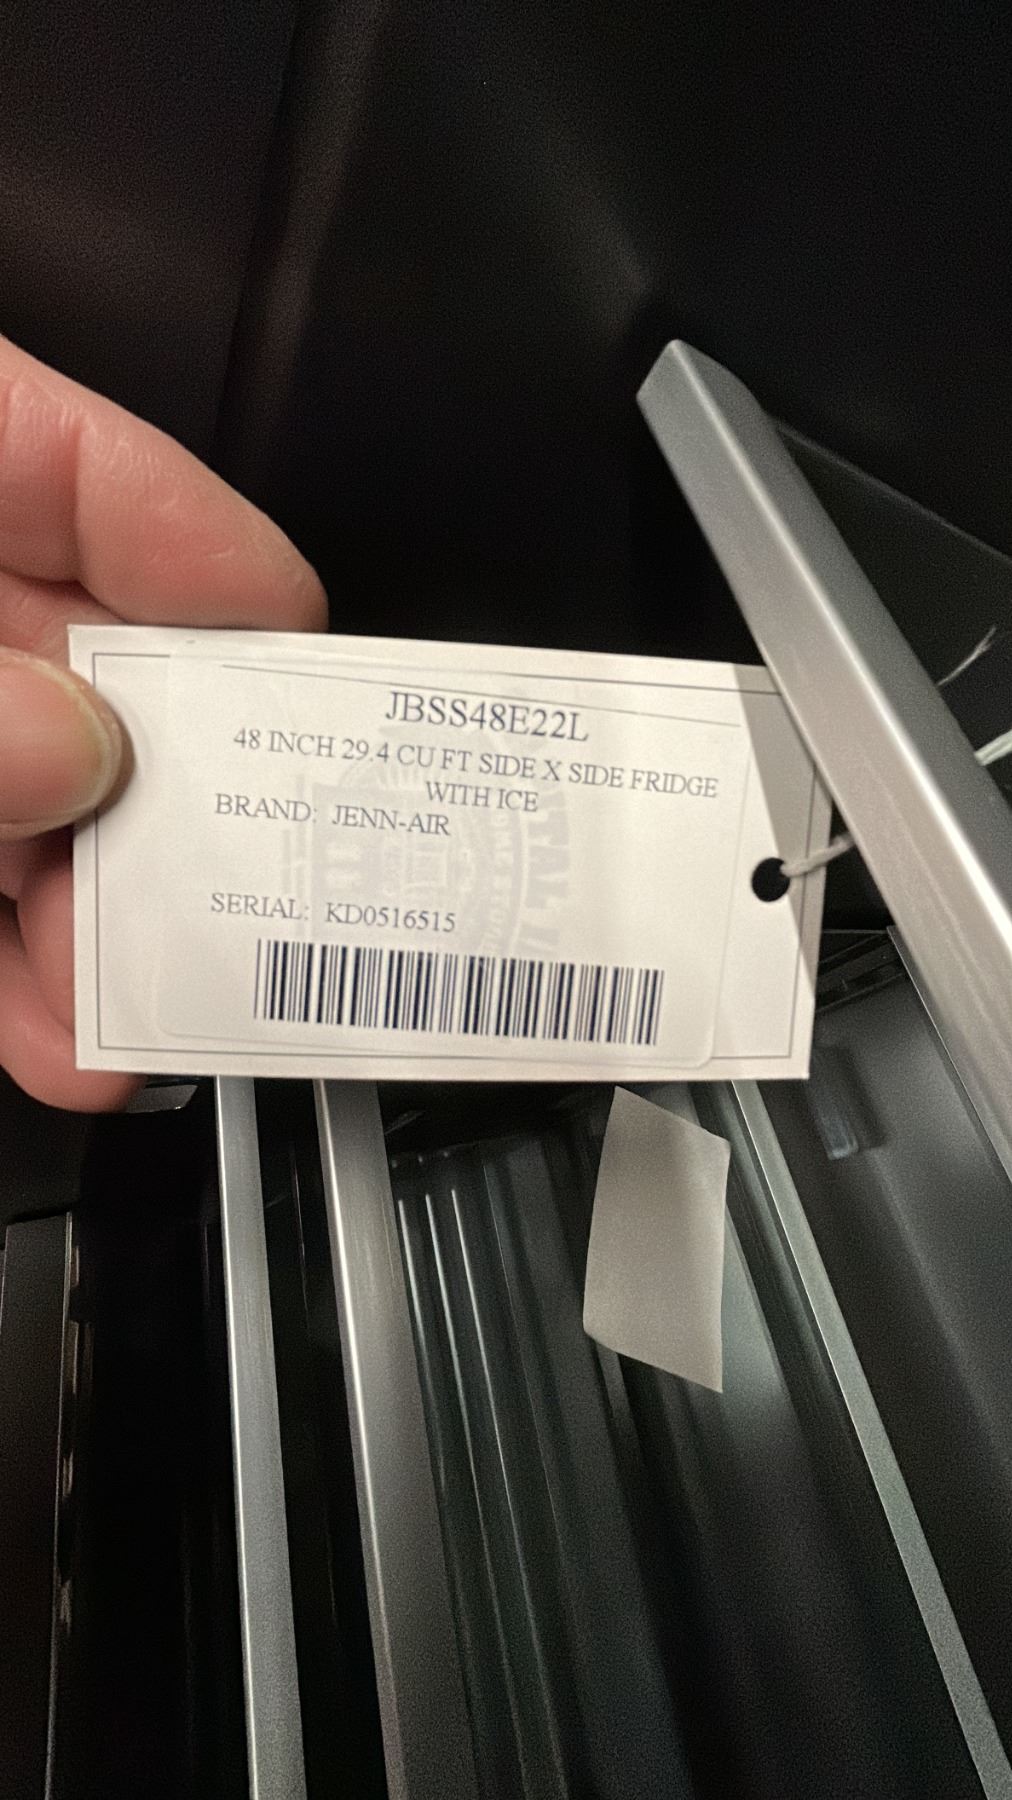 JBSS48E22L
48 INCH 29.4 CU FT SIDE X SIDE FRIDGE
WITH ICE
BRAND: JENN-AIR
SERIAL: KD0516515